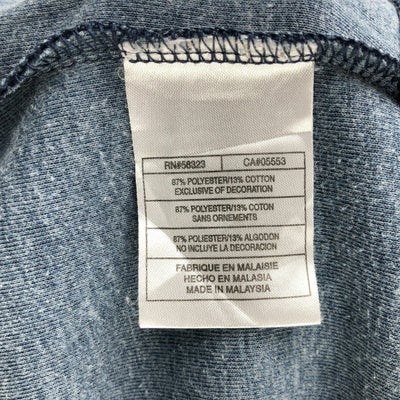 RN#58323 CA#05553
87% POLYESTER/13% COTTON
EXCLUSIVE OF DECORATION
87% POLYESTER/13% COTON
SANS ORNEMENTS
87% POLIESTER/13% ALGODON
NO INCLUYE LA DECORACION
FABRIQUE EN MALAISIE
HECHO EN MALASIA
MADE IN MALAYSIA